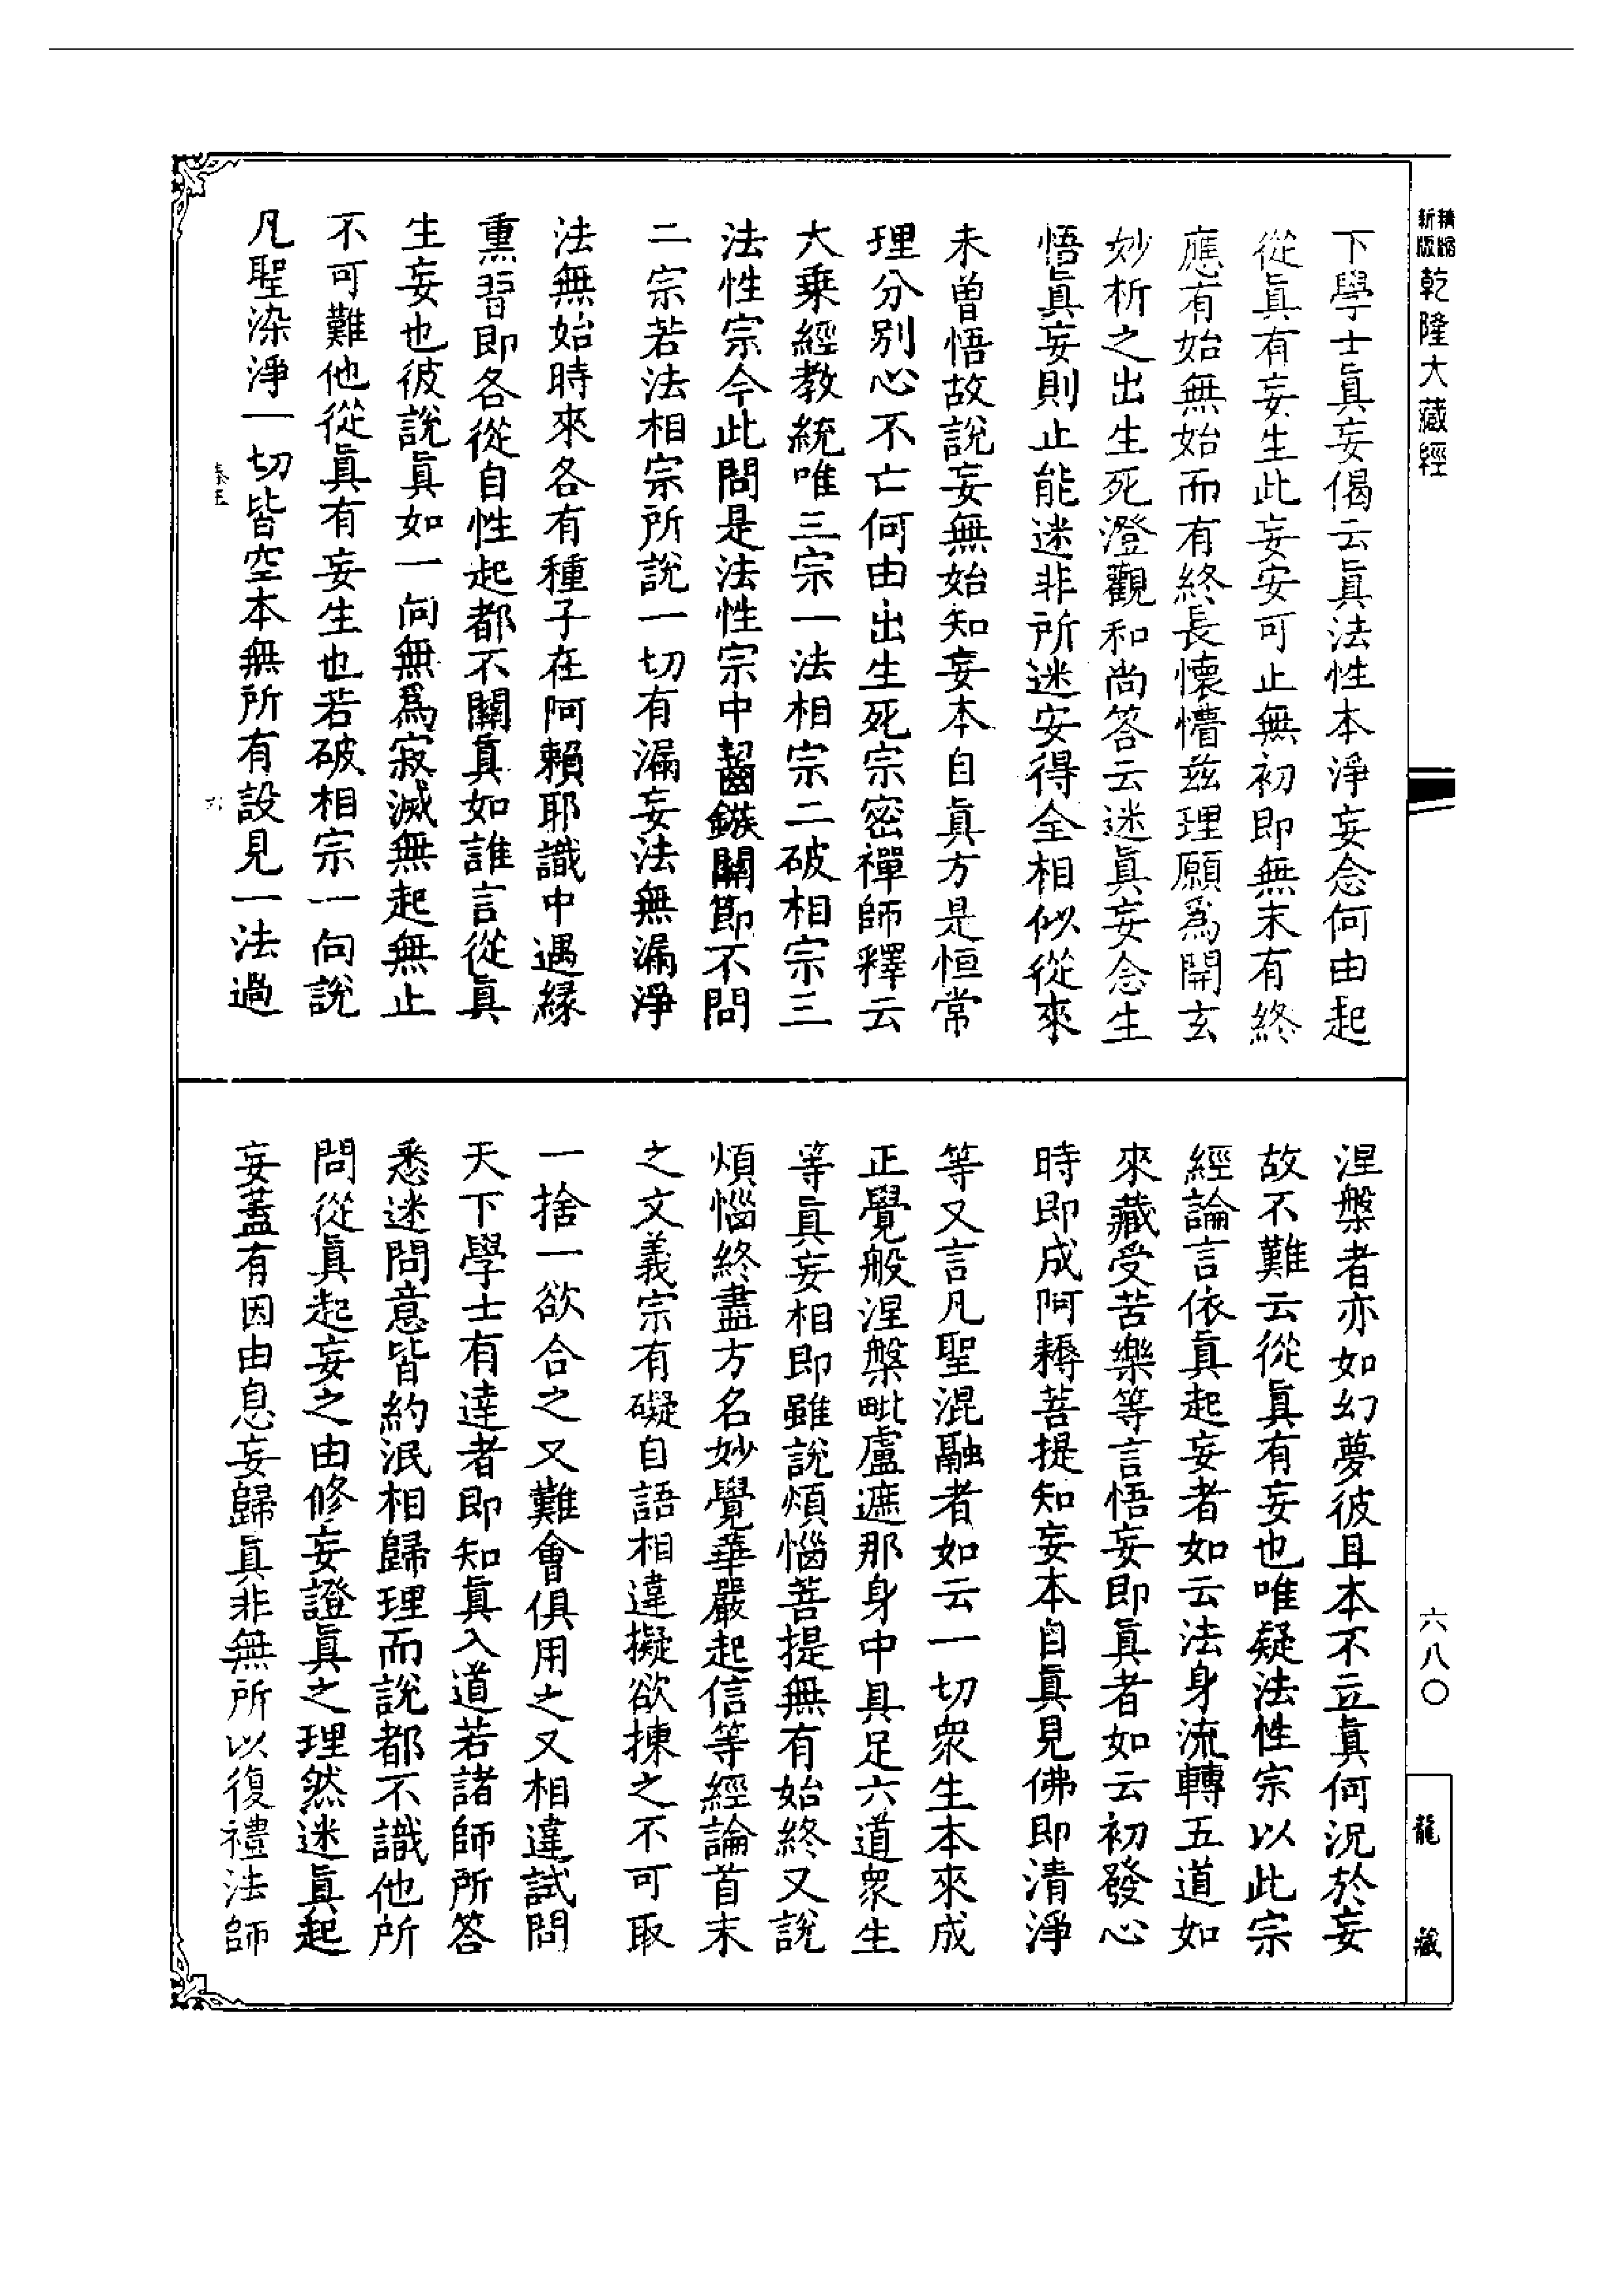 精縮
新版
乾隆大藏經
下學士眞妄偈云眞法性本淨妄念何由起
從眞有妄生此妄安可止無初即無末有終
應有始無始而有終長懷懵兹理願爲開玄
妙析之出生死澄觀和尚答云迷眞妄念生
悟眞妄則止能迷非所迷安得全相似從來
未曾悟故說妄無始知妄本自眞方是恒常
理分別心不亡何由出生死宗密禪師釋云
大乗經教統唯三宗一法相宗二破相宗三
法性宗今此問是法性宗中齧鏃關節不問
二宗若法相宗所說一切有漏妄法無漏淨
法無始時來各有種子在阿賴耶識中遇緣
熏習即各從自性起都不關眞如誰言從眞
生妄也彼說眞如一向無爲寂滅無起無止
不可難他從眞有妄生也若破相宗一向說
凡聖染淨一切皆空本無所有設見一法過
涅槃者亦如幻夢彼且本不立眞何況於妄
故不難云從眞有妄也唯疑法性宗以此宗
經論言依眞起妄者如云法身流轉五道如
來藏受苦樂等言悟妄即眞者如云初發心
時即成阿耨菩提知妄本自眞見佛即清淨
等又言凡聖混融者如云一切衆生本來成
正覺般涅槃毗盧遮那身中具足六道衆生
等眞妄相即雖說煩惱菩提無有始終又說
煩惱終盡方名妙覺華嚴起信等經論首末
之文義宗有礙自語相違擬欲揀之不可取
一捨一欲合之又難會俱用之又相違試問
天下學士有達者即知眞入道若諸師所答
悉迷問意皆約泯相歸理而說都不識他所
問從眞起妄之由修妄證眞之理然迷眞起
妄蓋有因由息妄歸眞非無所以復禮法師
六八〇
龍藏